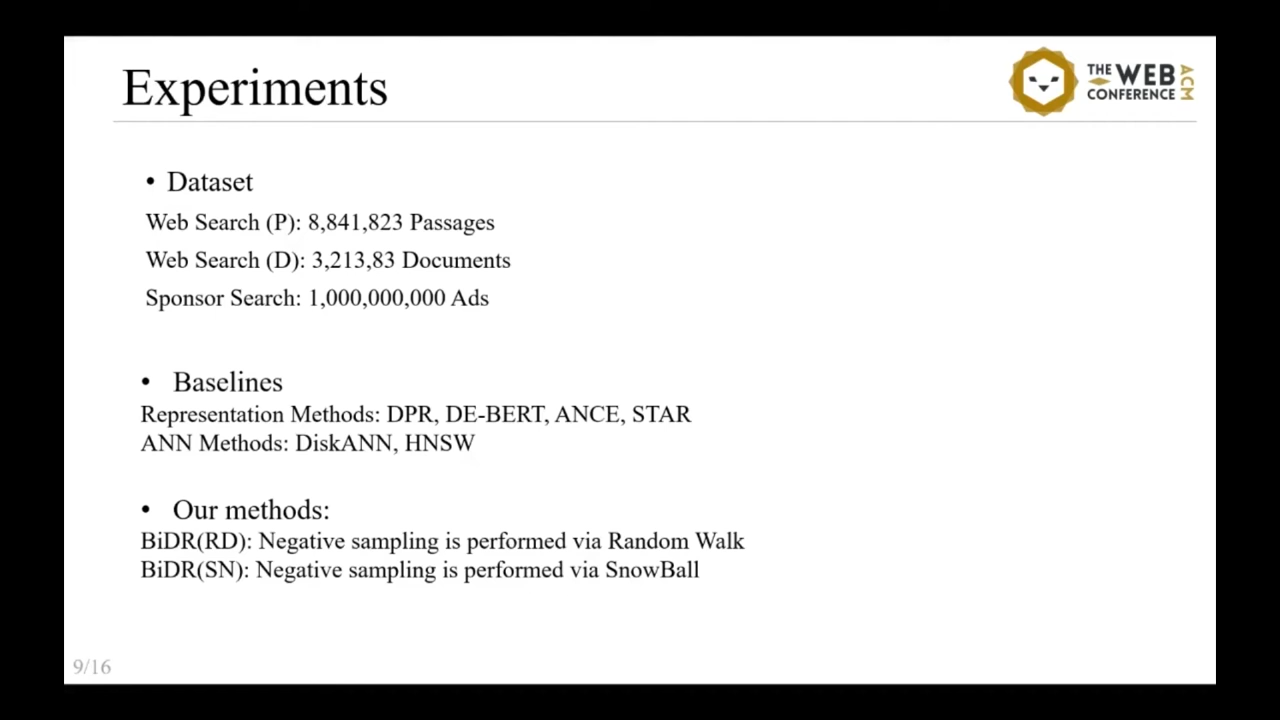 Experiments
THE WEB CONFERENCE ACM
• Dataset
Web Search (P): 8,841,823 Passages
Web Search (D): 3,213,83 Documents
Sponsor Search: 1,000,000,000 Ads
• Baselines
Representation Methods: DPR, DE-BERT, ANCE, STAR
ANN Methods: DiskANN, HNSW
• Our methods:
BiDR(RD): Negative sampling is performed via Random Walk
BiDR(SN): Negative sampling is performed via SnowBall
9/16